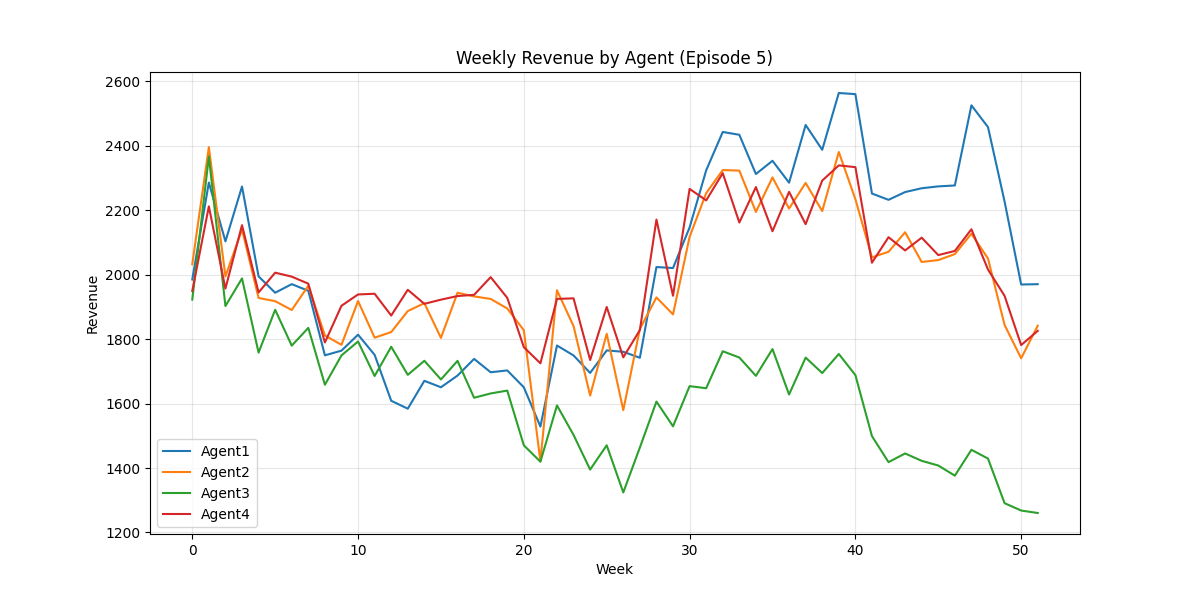 Weekly Revenue by Agent (Episode 5)
2600
2400
2200
2000
1800
1600
1400
1200
Revenue
Agent1
Agent2
Agent3
Agent4
0 10 20 30 40 50
Week